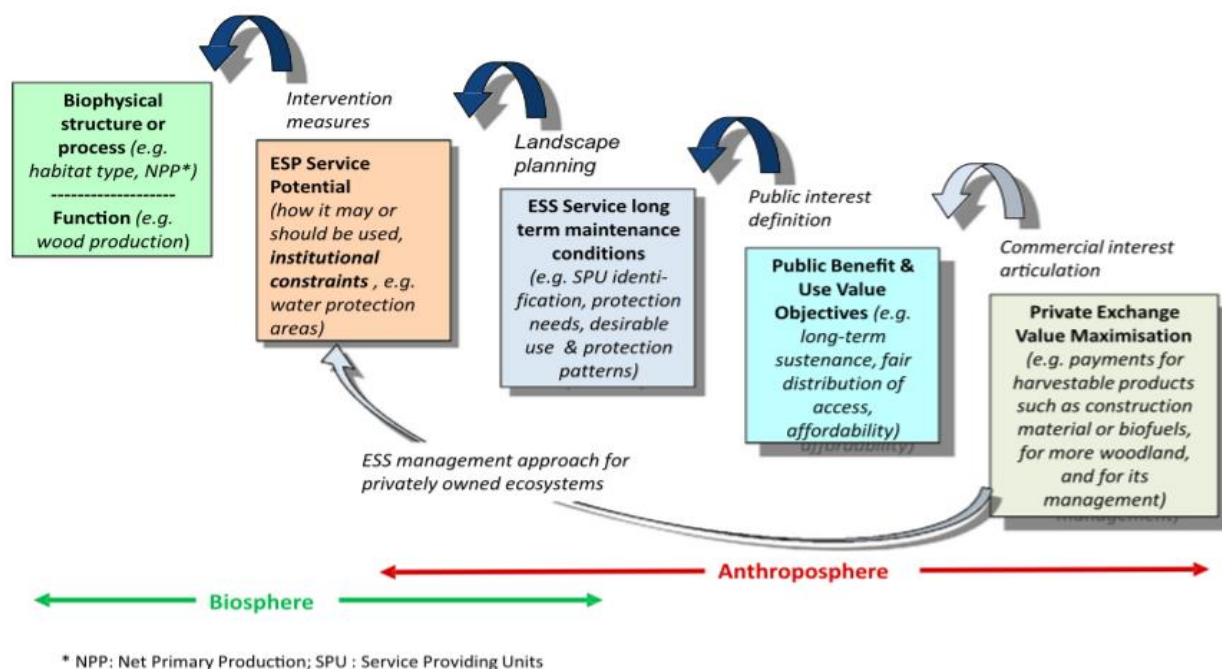 Biophysical
structure or
process (e.g.
habitat type, NPP*)
-------------------
Function (e.g.
wood production)
Intervention
measures
ESP Service
Potential
(how it may or
should be used,
institutional
constraints , e.g.
water protection
areas)
Landscape
planning
ESS Service long
term maintenance
conditions
(e.g. SPU identi-
fication, protection
needs, desirable
use & protection
patterns)
Public interest
definition
Public Benefit &
Use Value
Objectives (e.g.
long-term
sustenance, fair
distribution of
access,
affordability)
Commercial interest
articulation
Private Exchange
Value Maximisation
(e.g. payments for
harvestable products
such as construction
material or biofuels,
for more woodland,
and for its
management)
ESS management approach for
privately owned ecosystems
Anthroposphere
Biosphere
* NPP: Net Primary Production; SPU : Service Providing Units